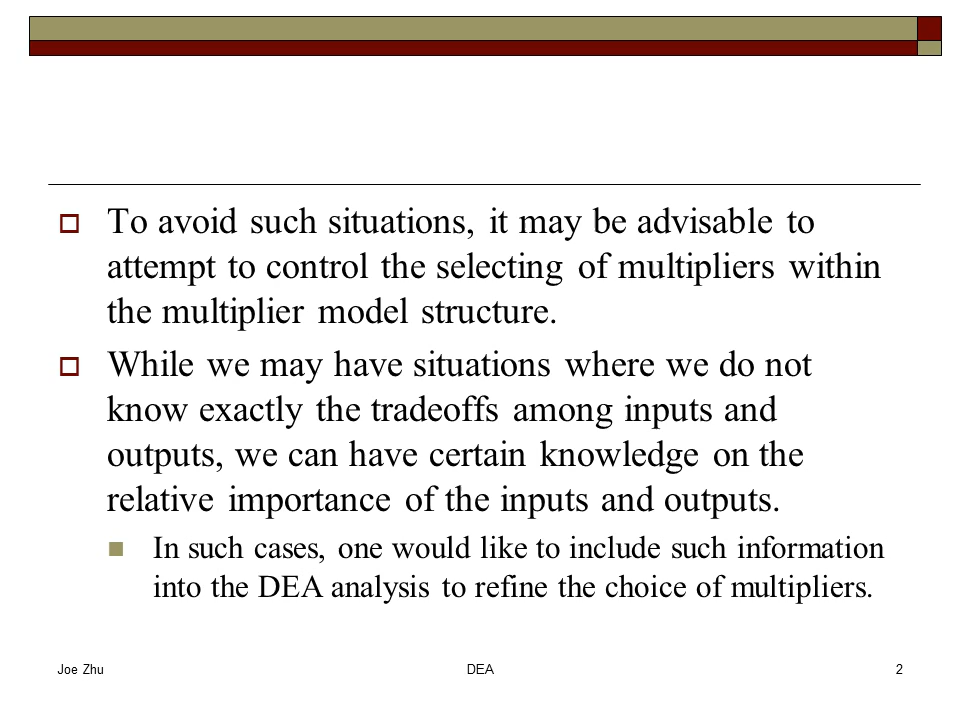 To avoid such situations, it may be advisable to
attempt to control the selecting of multipliers within
the multiplier model structure.
While we may have situations where we do not
know exactly the tradeoffs among inputs and
outputs, we can have certain knowledge on the
relative importance of the inputs and outputs.
In such cases, one would like to include such information
into the DEA analysis to refine the choice of multipliers.
Joe Zhu DEA 2